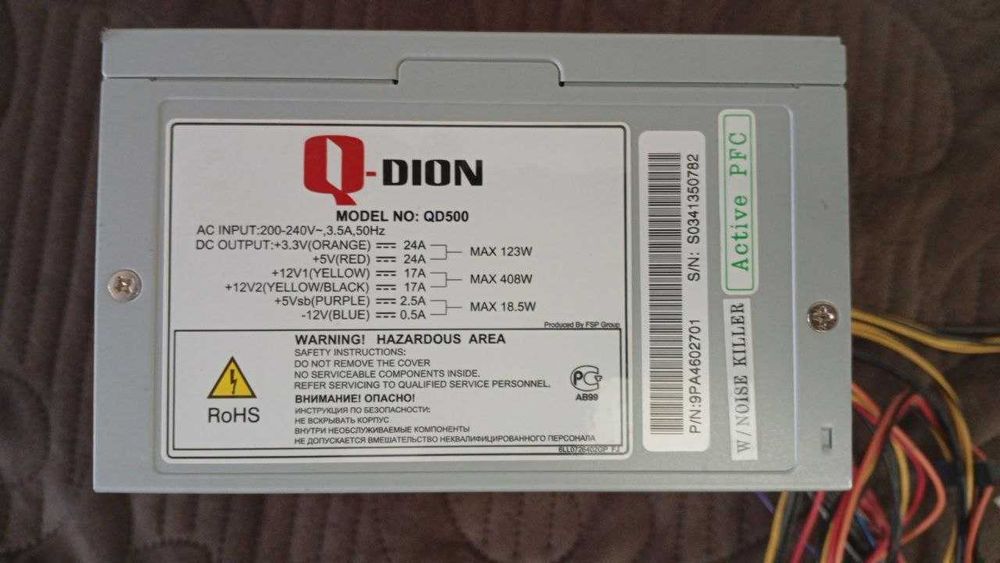 Q-DION
MODEL NO: QD500
AC INPUT:200-240V~,3.5A,50Hz
DC OUTPUT:+3.3V(ORANGE) ⎓ 24A
+5V(RED) ⎓ 24A
MAX 123W
+12V1(YELLOW) ⎓ 17A
+12V2(YELLOW/BLACK) ⎓ 17A
MAX 408W
+5Vsb(PURPLE) ⎓ 2.5A
-12V(BLUE) ⎓ 0.5A
MAX 18.5W
Produced By FSP Group
WARNING! HAZARDOUS AREA
SAFETY INSTRUCTIONS:
DO NOT REMOVE THE COVER
NO SERVICEABLE COMPONENTS INSIDE.
REFER SERVICING TO QUALIFIED SERVICE PERSONNEL.
ВНИМАНИЕ! ОПАСНО!
ИНСТРУКЦИЯ ПО БЕЗОПАСНОСТИ:
НЕ ВСКРЫВАТЬ КОРПУС
ВНУТРИ НЕОБСЛУЖИВАЕМЫЕ КОМПОНЕНТЫ
НЕ ДОПУСКАЕТСЯ ВМЕШАТЕЛЬСТВО НЕКВАЛИФИЦИРОВАННОГО ПЕРСОНАЛА
RoHS
АВ99
P/N:9PA4602701
S/N: S0341350782
Active PFC
W/NOISE KILLER